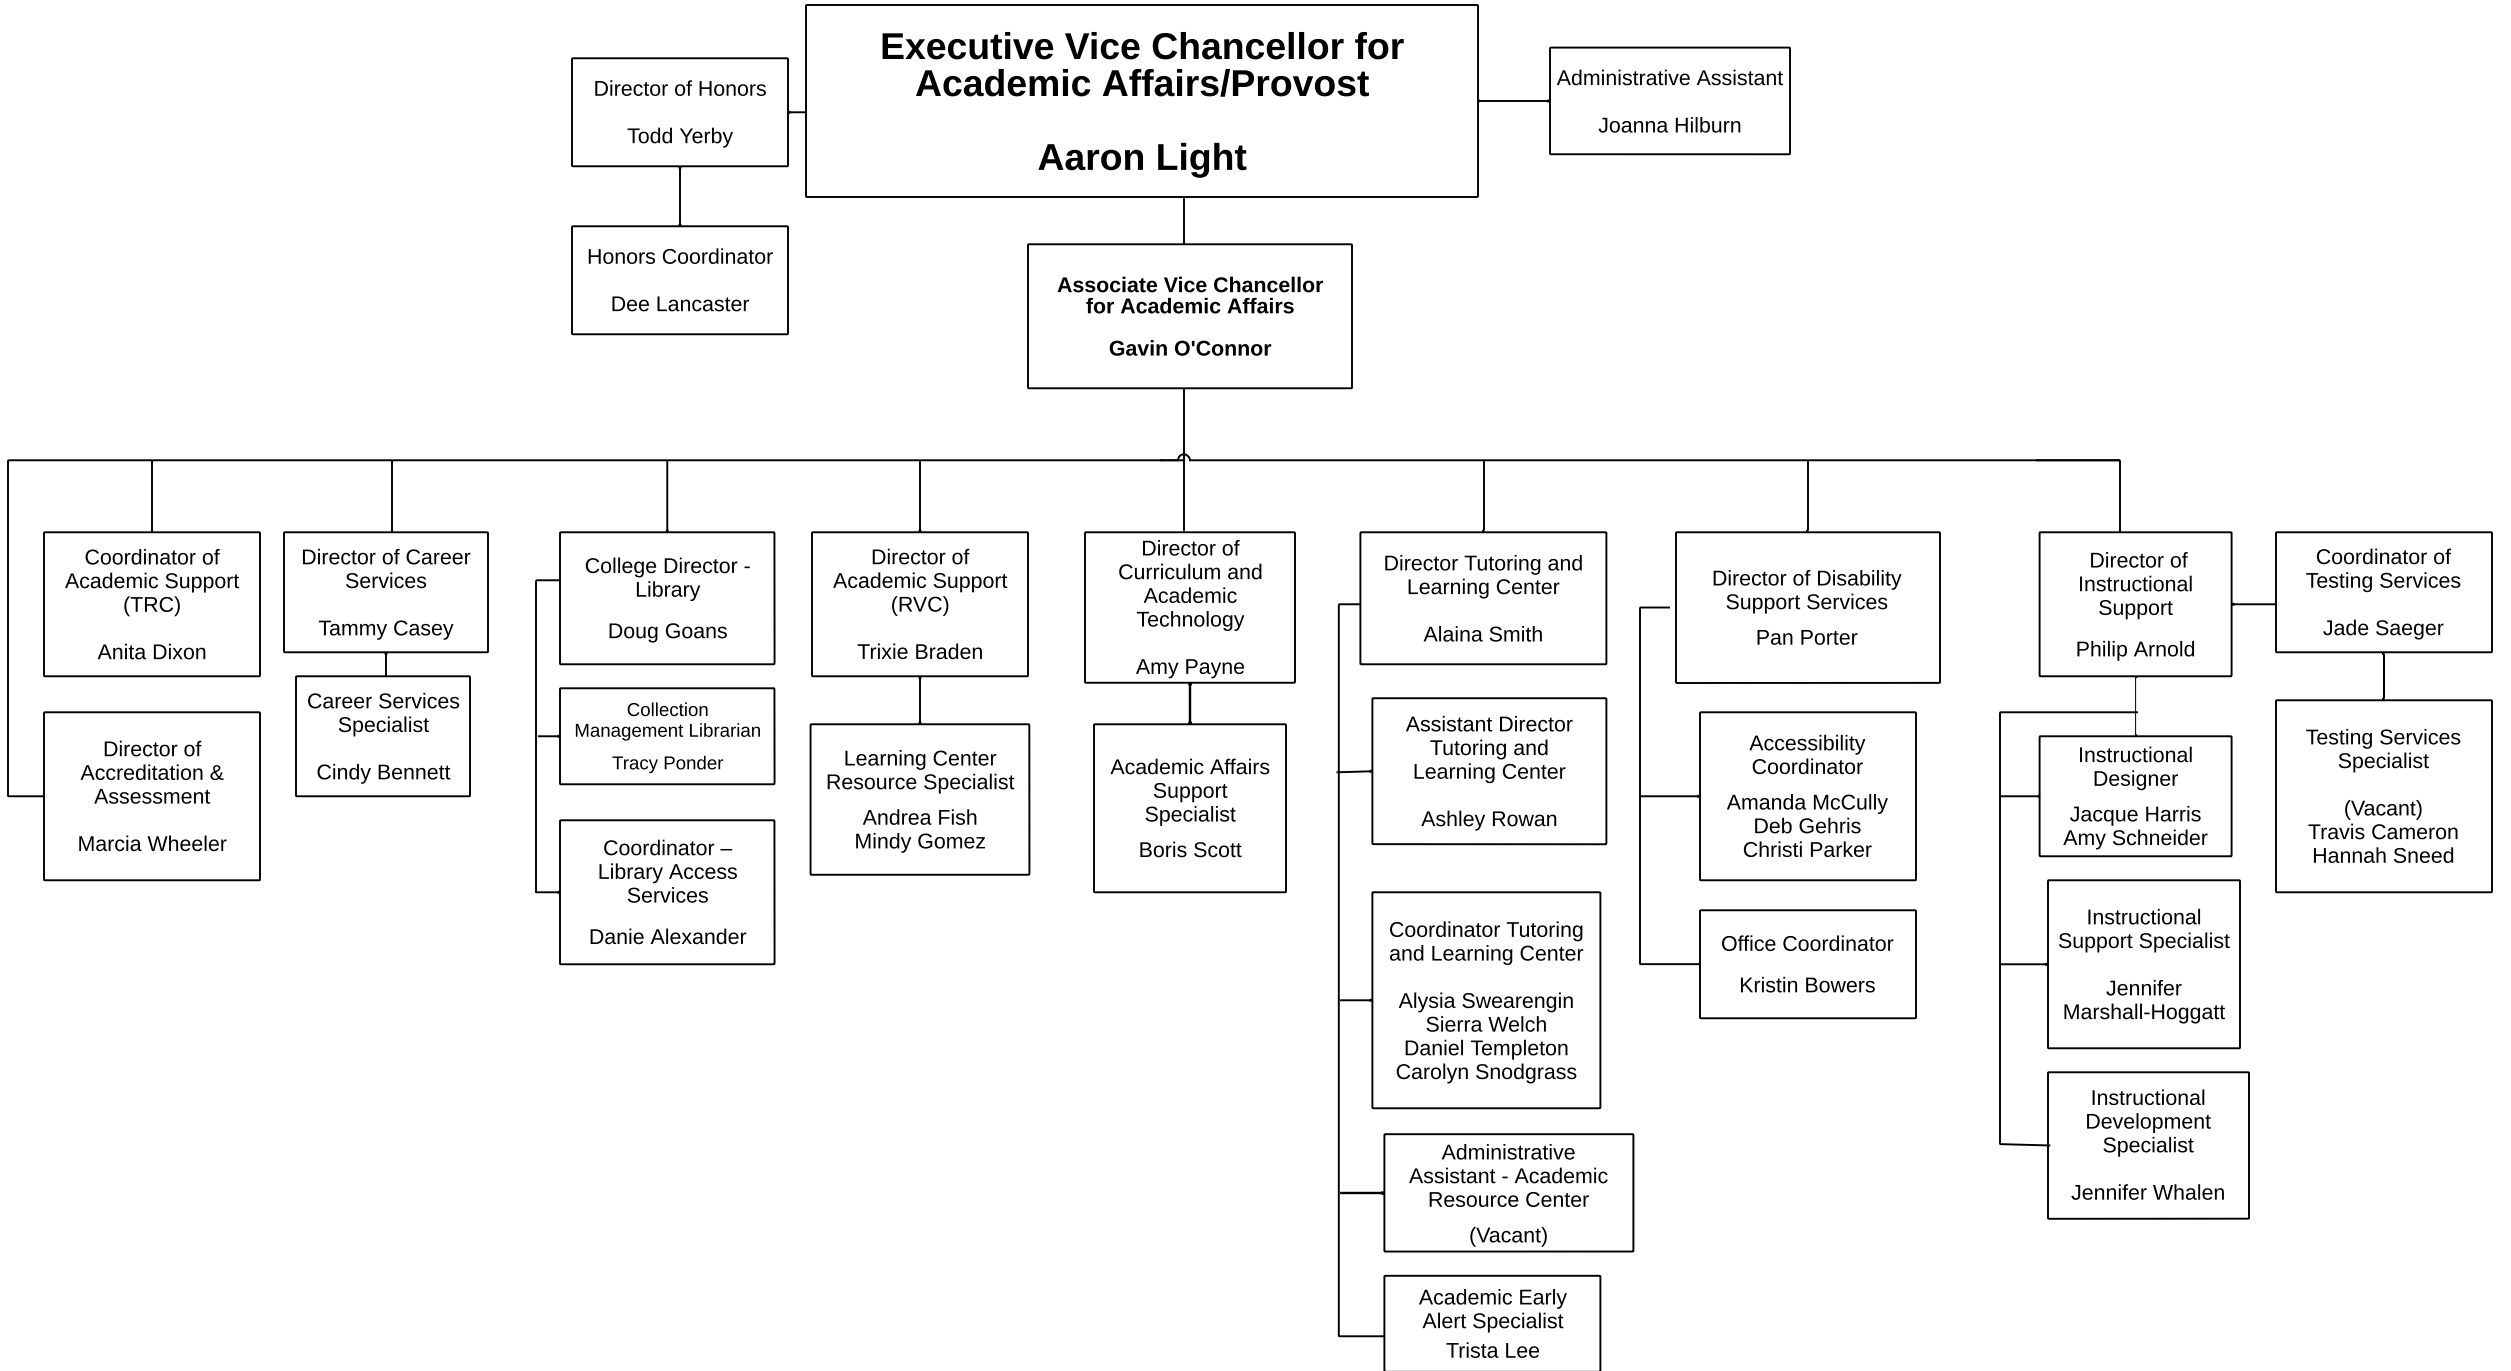 Executive Vice Chancellor for
Academic Affairs/Provost
Aaron Light
Director of Honors
Todd Yerby
Administrative Assistant
Joanna Hilburn
Honors Coordinator
Dee Lancaster
Associate Vice Chancellor
for Academic Affairs
Gavin O'Connor
Coordinator of
Academic Support
(TRC)
Anita Dixon
Director of
Accreditation &
Assessment
Marcia Wheeler
Director of Career
Services
Tammy Casey
Career Services
Specialist
Cindy Bennett
College Director -
Library
Doug Goans
Collection
Management Librarian
Tracy Ponder
Coordinator –
Library Access
Services
Danie Alexander
Director of
Academic Support
(RVC)
Trixie Braden
Learning Center
Resource Specialist
Andrea Fish
Mindy Gomez
Director of
Curriculum and
Academic
Technology
Amy Payne
Academic Affairs
Support
Specialist
Boris Scott
Director Tutoring and
Learning Center
Alaina Smith
Assistant Director
Tutoring and
Learning Center
Ashley Rowan
Coordinator Tutoring
and Learning Center
Alysia Swearengin
Sierra Welch
Daniel Templeton
Carolyn Snodgrass
Administrative
Assistant - Academic
Resource Center
(Vacant)
Academic Early
Alert Specialist
Trista Lee
Director of Disability
Support Services
Pan Porter
Accessibility
Coordinator
Amanda McCully
Deb Gehris
Christi Parker
Office Coordinator
Kristin Bowers
Director of
Instructional
Support
Philip Arnold
Instructional
Designer
Jacque Harris
Amy Schneider
Instructional
Support Specialist
Jennifer
Marshall-Hoggatt
Instructional
Development
Specialist
Jennifer Whalen
Coordinator of
Testing Services
Jade Saeger
Testing Services
Specialist
(Vacant)
Travis Cameron
Hannah Sneed